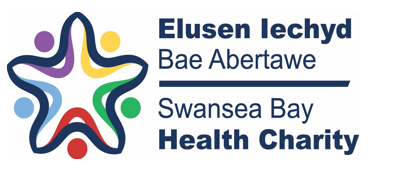 Elusen Iechyd
Bae Abertawe
Swansea Bay
Health Charity